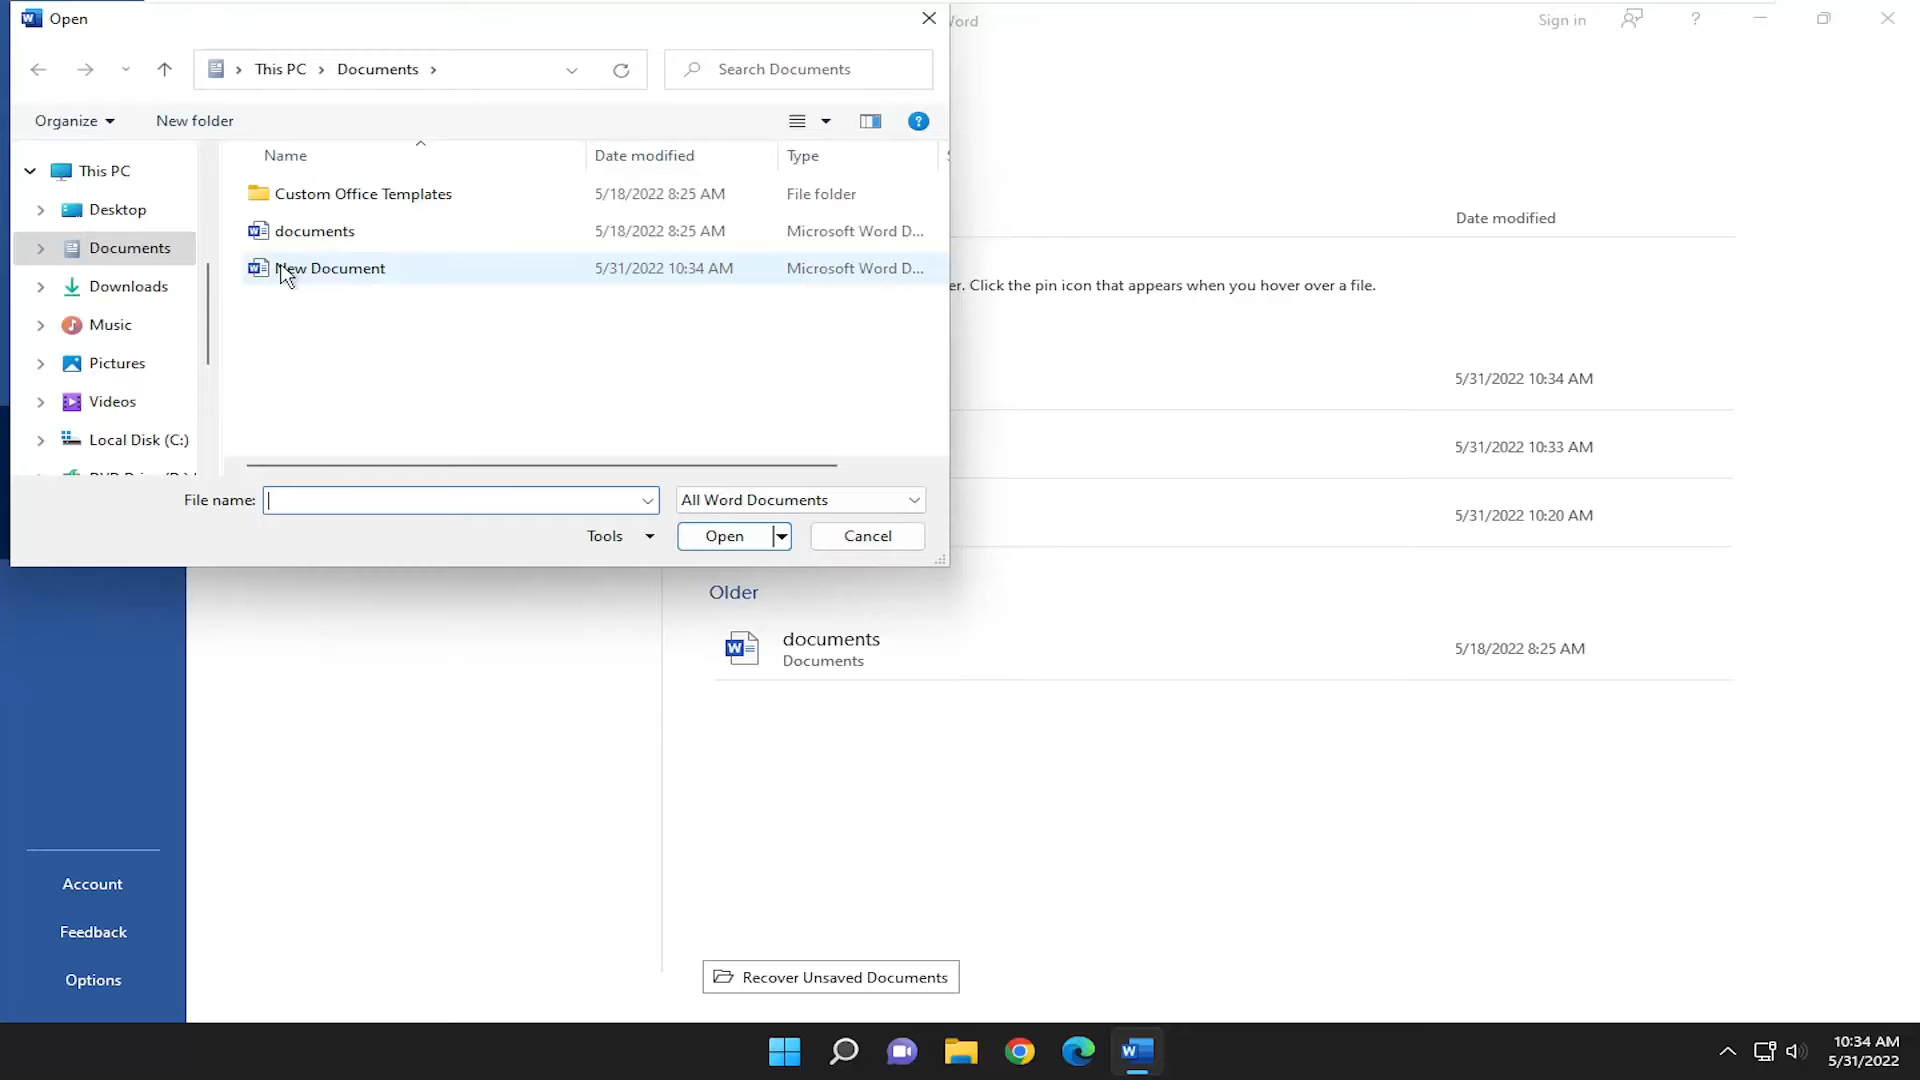 Open
Word
Sign in
?
This PC
Documents
Search Documents
Organize
New folder
?
Name
Date modified
Type
This PC
Desktop
Documents
Downloads
Music
Pictures
Videos
Local Disk (C:)
Custom Office Templates 5/18/2022 8:25 AM File folder
documents 5/18/2022 8:25 AM Microsoft Word D...
New Document 5/31/2022 10:34 AM Microsoft Word D...
File name:
All Word Documents
Tools
Open
Cancel
Date modified
er. Click the pin icon that appears when you hover over a file.
5/31/2022 10:34 AM
5/31/2022 10:33 AM
5/31/2022 10:20 AM
Older
documents
Documents
5/18/2022 8:25 AM
Account
Feedback
Options
Recover Unsaved Documents
10:34 AM
5/31/2022